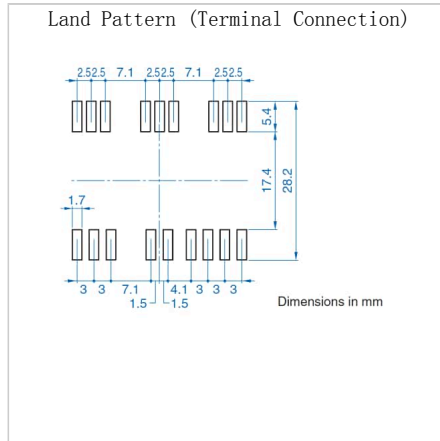 Land Pattern (Terminal Connection)
2.5 2.5 7.1 2.5 2.5 7.1 2.5 2.5
5.4
17.4
28.2
1.7
3 3 7.1 4.1 3 3 3
1.5 1.5
Dimensions in mm